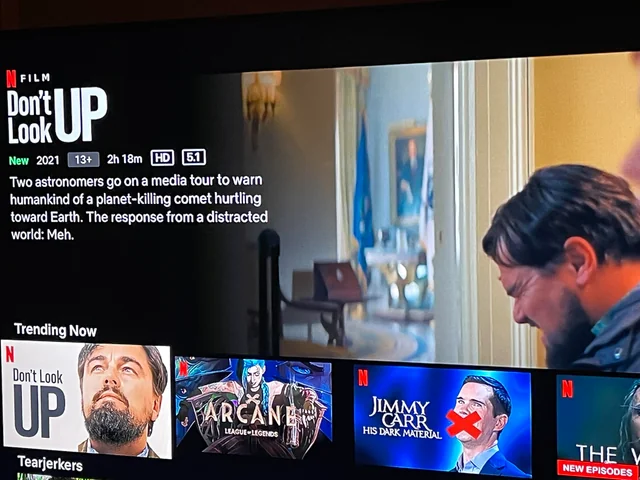 N FILM
Don't
Look UP
New 2021 13+ 2h 18m HD 5.1
Two astronomers go on a media tour to warn
humankind of a planet-killing comet hurtling
toward Earth. The response from a distracted
world: Meh.
Trending Now
N
Don't Look
UP
N
ARCANE
LEAGUE of LEGENDS
N
JIMMY
CARR
HIS DARK MATERIAL
N
THE W
NEW EPISODES
Tearjerkers